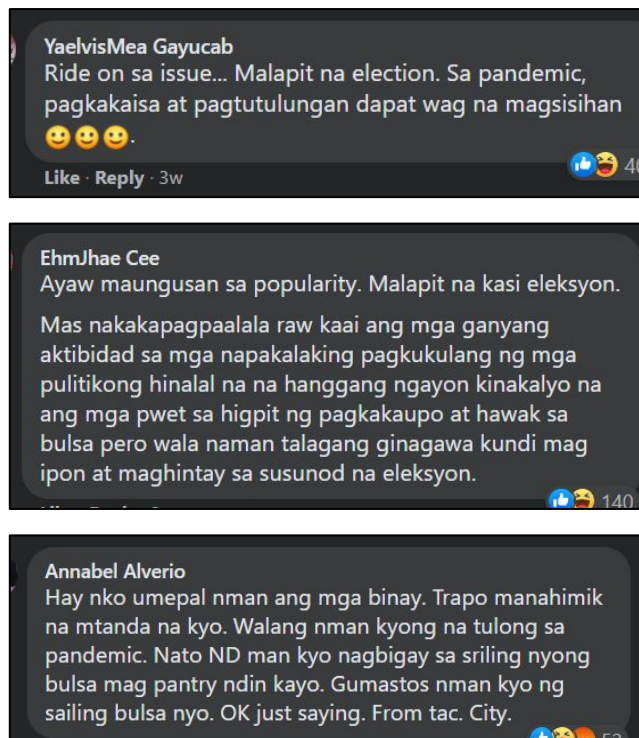 YaelvisMea Gayucab
Ride on sa issue... Malapit na election. Sa pandemic,
pagkakaisa at pagtutulungan dapat wag na magsisihan
🙂🙂🙂.
Like · Reply · 3w
EhmJhae Cee
Ayaw maungusan sa popularity. Malapit na kasi eleksyon.
Mas nakakapagpaalala raw kaai ang mga ganyang
aktibidad sa mga napakalaking pagkukulang ng mga
pulitikong hinalal na na hanggang ngayon kinakalyo na
ang mga pwet sa higpit ng pagkakaupo at hawak sa
bulsa pero wala naman talagang ginagawa kundi mag
ipon at maghintay sa susunod na eleksyon.
140
Annabel Alverio
Hay nko umepal nman ang mga binay. Trapo manahimik
na mtanda na kyo. Walang nman kyong na tulong sa
pandemic. Nato ND man kyo nagbigay sa sriling nyong
bulsa mag pantry ndin kayo. Gumastos nman kyo ng
sailing bulsa nyo. OK just saying. From tac. City.